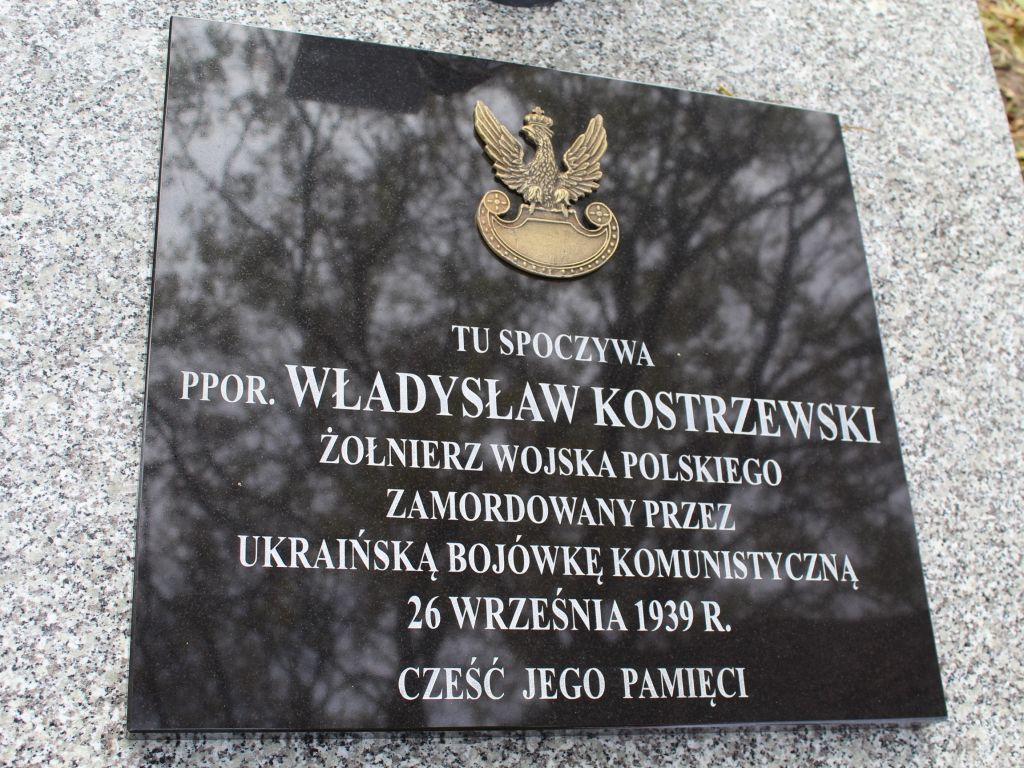 TU SPOCZYWA
PPOR. WŁADYSŁAW KOSTRZEWSKI
ŻOŁNIERZ WOJSKA POLSKIEGO
ZAMORDOWANY PRZEZ
UKRAIŃSKĄ BOJÓWKĘ KOMUNISTYCZNĄ
26 WRZEŚNIA 1939 R.
CZEŚĆ JEGO PAMIĘCI